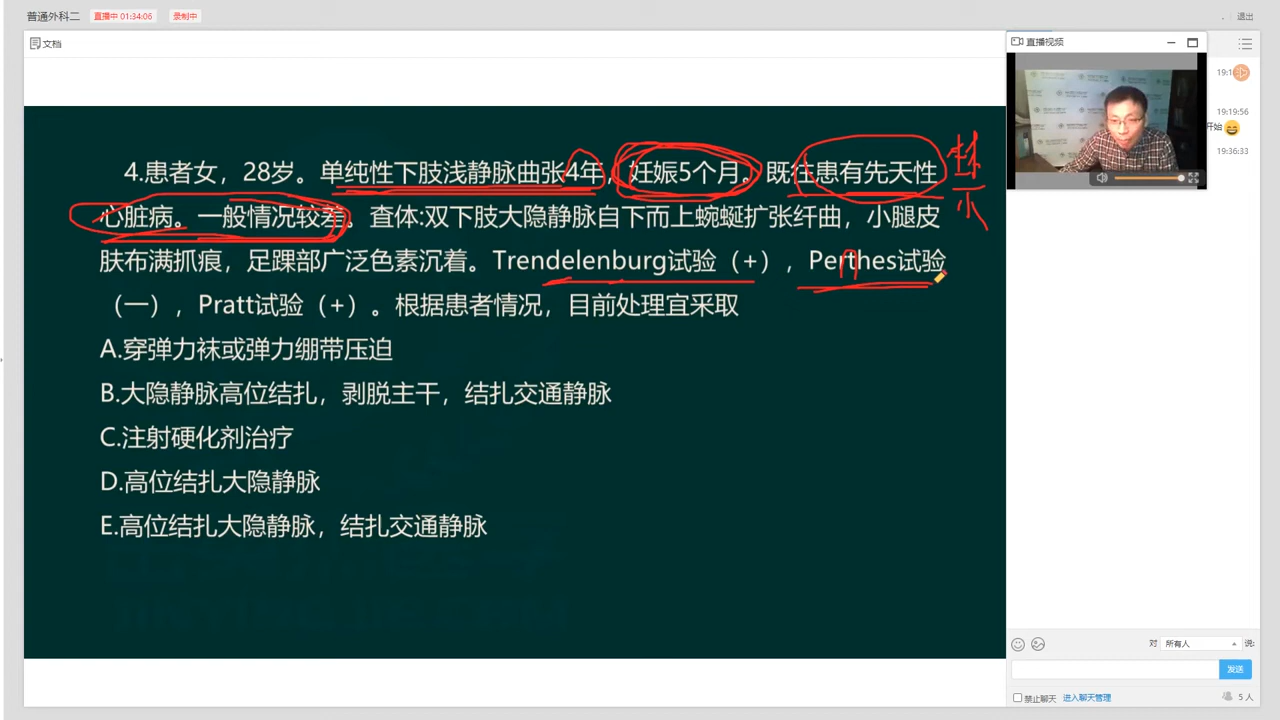 普通外科二 直播中 01:34:06 录制中
退出
文档
直播视频
19:19:56
开始
19:36:33
4.患者女，28岁。单纯性下肢浅静脉曲张4年，妊娠5个月。既往患有先天性
心脏病。一般情况较差。查体:双下肢大隐静脉自下而上蜿蜒扩张纡曲，小腿皮
肤布满抓痕，足踝部广泛色素沉着。Trendelenburg试验（+），Perthes试验
（一），Pratt试验（+）。根据患者情况，目前处理宜采取
A.穿弹力袜或弹力绷带压迫
B.大隐静脉高位结扎，剥脱主干，结扎交通静脉
C.注射硬化剂治疗
D.高位结扎大隐静脉
E.高位结扎大隐静脉，结扎交通静脉
对 所有人 说:
发送
禁止聊天 进入聊天管理 5 人